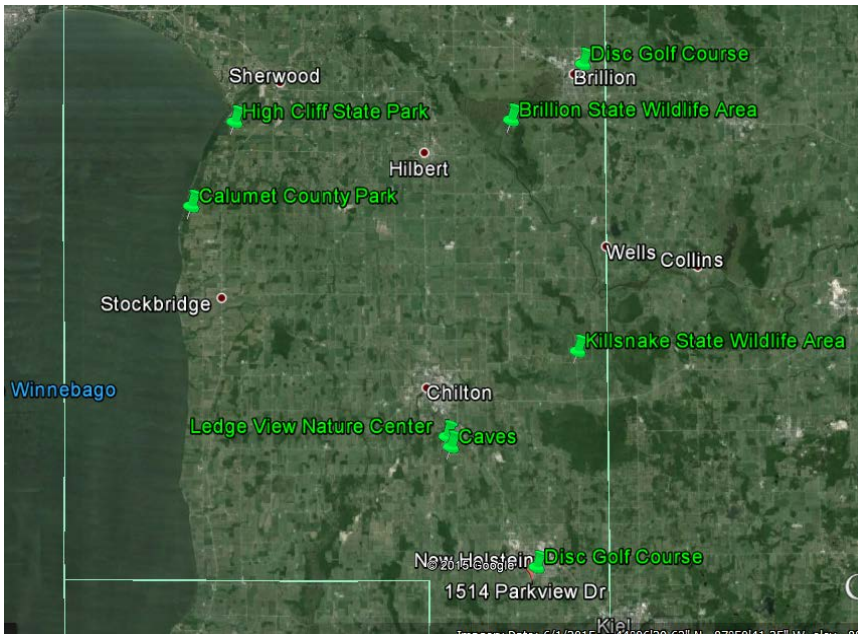 Disc Golf Course
Sherwood
Brillion
High Cliff State Park
Brillion State Wildlife Area
Hilbert
Calumet County Park
Wells
Collins
Stockbridge
Killsnake State Wildlife Area
Winnebago
Chilton
Ledge View Nature Center
Caves
New Holstein
Disc Golf Course
© 2015 Google
1514 Parkview Dr
Kiel